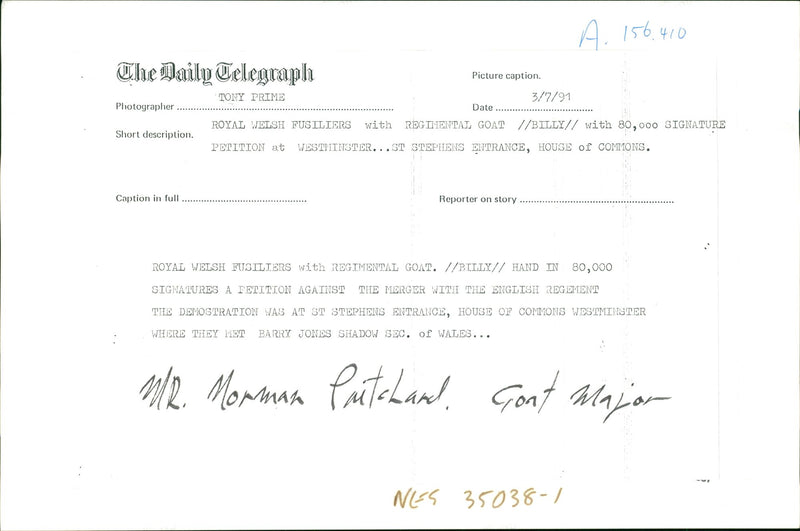 A. 156.410
The Daily Telegraph
Picture caption.
TONY PRIME
3/7/91
Photographer
Date
Short description.
ROYAL WELSH FUSILIERS with REGIMENTAL GOAT //BILLY// with 80,ooo SIGNATURE
PETITION at WESTMINSTER...ST STEPHENS ENTRANCE, HOUSE of COMMONS.
Caption in full
Reporter on story
ROYAL WELSH FUSILIERS with REGIMENTAL GOAT. //BILLY// HAND IN 80,000
SIGNATURES A PETITION AGAINST THE MERGER WITH THE ENGLISH REGEMENT
THE DEMOSTRATION WAS AT ST STEPHENS ENTRANCE, HOUSE OF COMMONS WESTMINSTER
WHERE THEY MET BARRY JONES SHADOW SEC. of WALES...
MR. Norman Pritchard. Goat Major
35038-1